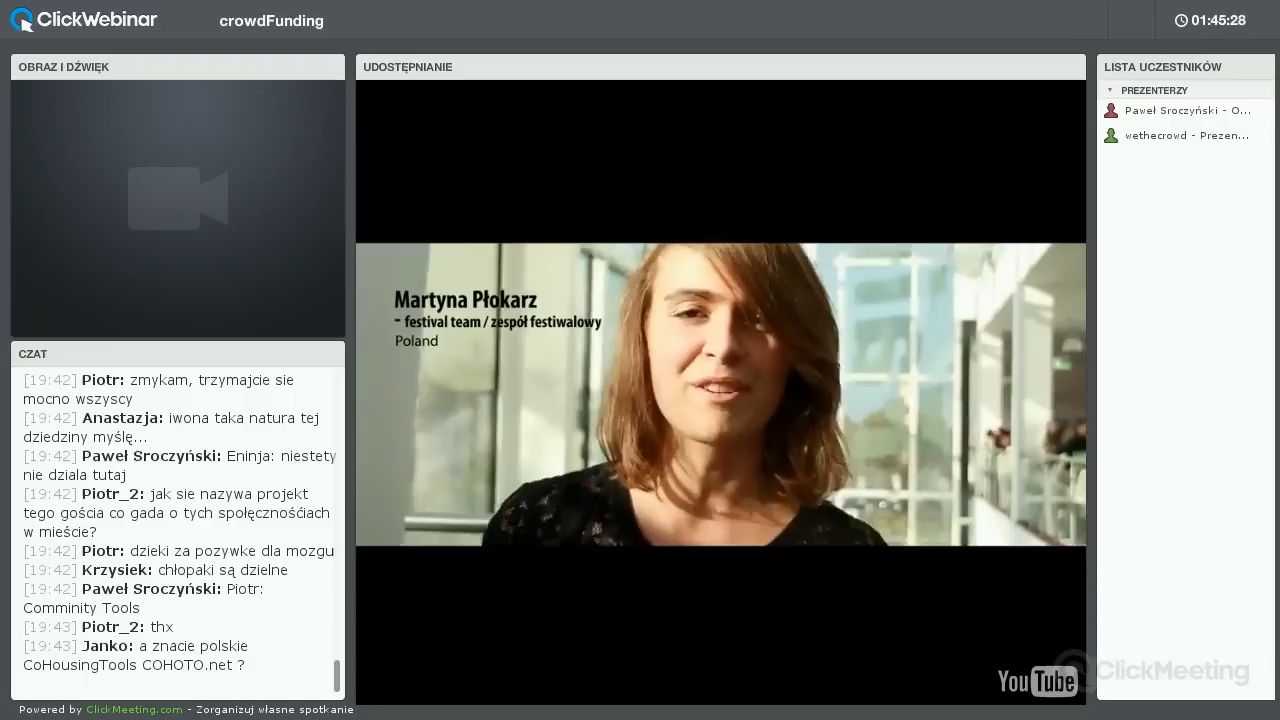 ClickWebinar
crowdFunding
01:45:28
OBRAZ I DŹWIĘK
UDOSTĘPNIANIE
LISTA UCZESTNIKÓW
PREZENTERZY
Paweł Sroczyński - O...
wethecrowd - Prezen...
Martyna Płokarz
- festival team / zespół festiwalowy
Poland
CZAT
[19:42] Piotr: zmykam, trzymajcie sie
mocno wszyscy
[19:42] Anastazja: iwona taka natura tej
dziedziny myślę...
[19:42] Paweł Sroczyński: Eninja: niestety
nie dziala tutaj
[19:42] Piotr_2: jak sie nazywa projekt
tego gościa co gada o tych społęcznośćiach
w mieście?
[19:42] Piotr: dzieki za pozywke dla mozgu
[19:42] Krzysiek: chłopaki są dzielne
[19:42] Paweł Sroczyński: Piotr:
Comminity Tools
[19:43] Piotr_2: thx
[19:43] Janko: a znacie polskie
CoHousingTools COHOTO.net ?
YouTube
ClickMeeting
Powered by ClickMeeting.com - Zorganizuj własne spotkanie